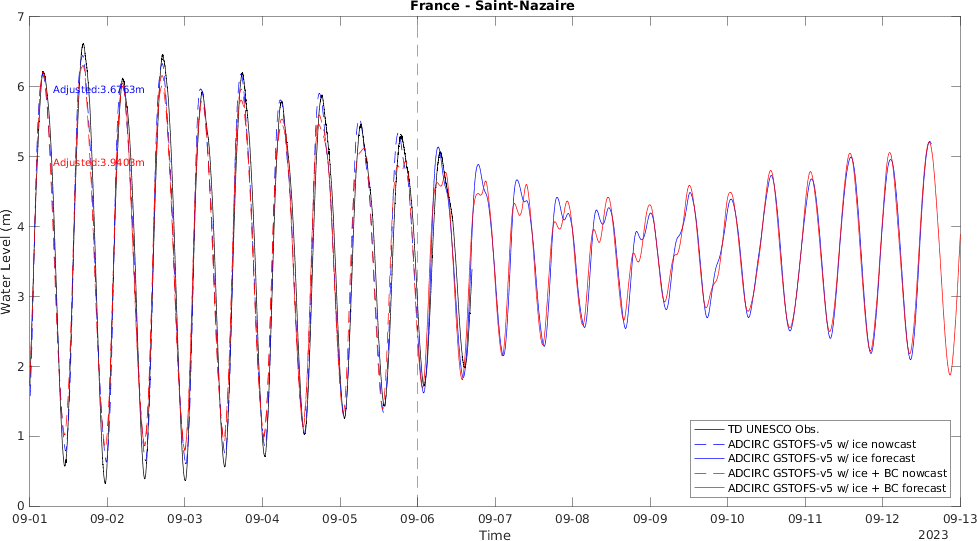 France - Saint-Nazaire
7
6
5
4
3
2
1
0
Water Level (m)
Adjusted:3.6763m
Adjusted:3.9403m
TD UNESCO Obs.
ADCIRC GSTOFS-v5 w/ ice nowcast
ADCIRC GSTOFS-v5 w/ ice forecast
ADCIRC GSTOFS-v5 w/ ice + BC nowcast
ADCIRC GSTOFS-v5 w/ ice + BC forecast
09-01 09-02 09-03 09-04 09-05 09-06 09-07 09-08 09-09 09-10 09-11 09-12 09-13
Time
2023